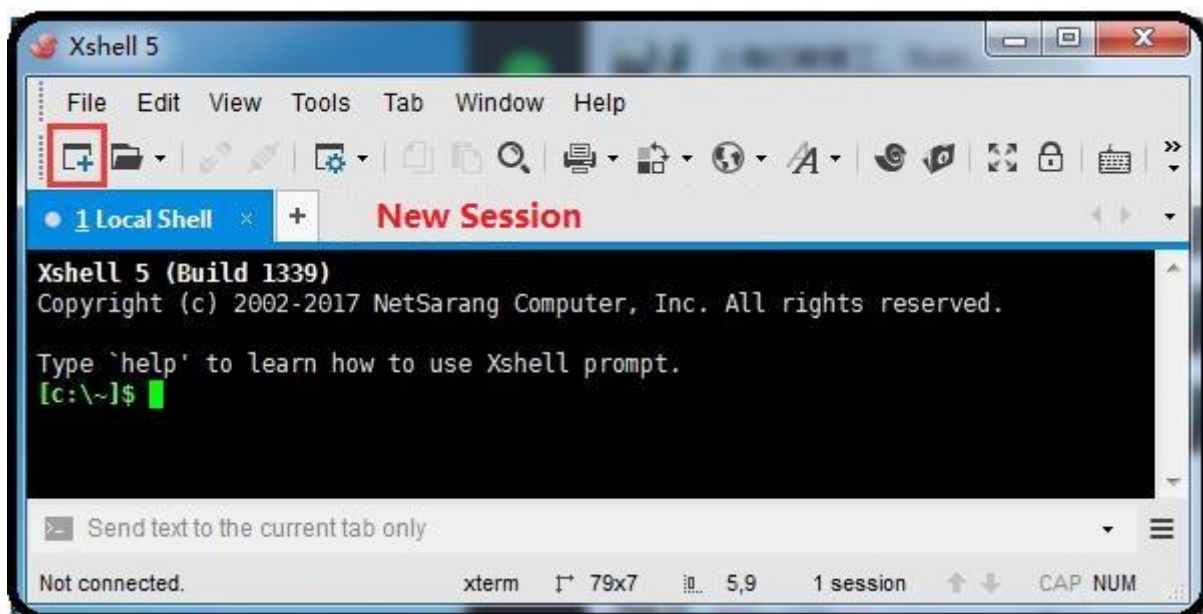 Xshell 5
File Edit View Tools Tab Window Help
1 Local Shell × + New Session
Xshell 5 (Build 1339)
Copyright (c) 2002-2017 NetSarang Computer, Inc. All rights reserved.
Type `help' to learn how to use Xshell prompt.
[c:\~]$
Send text to the current tab only
Not connected. xterm 79x7 5,9 1 session CAP NUM